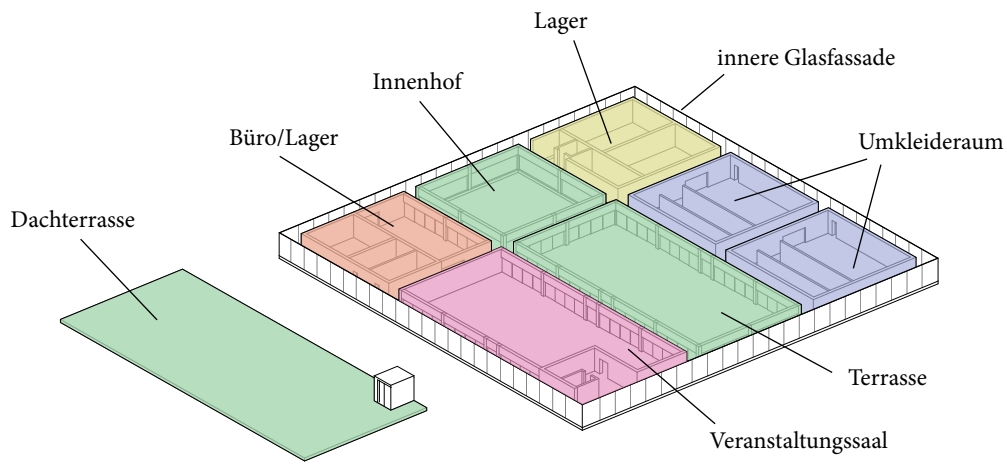 Lager
innere Glasfassade
Innenhof
Büro/Lager
Umkleideraum
Dachterrasse
Terrasse
Veranstaltungssaal